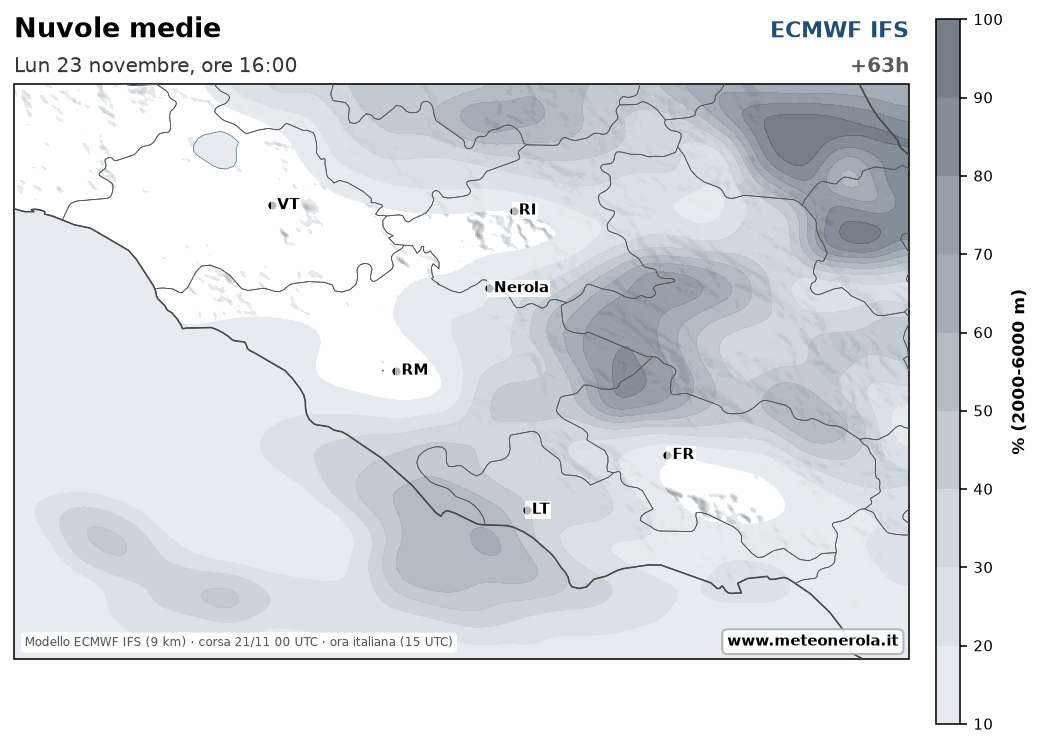 Nuvole medie
ECMWF IFS
Lun 23 novembre, ore 16:00
+63h
VT
RI
Nerola
RM
FR
LT
Modello ECMWF IFS (9 km) · corsa 21/11 00 UTC · ora italiana (15 UTC)
www.meteonerola.it
100
90
80
70
60
50
40
30
20
10
% (2000-6000 m)